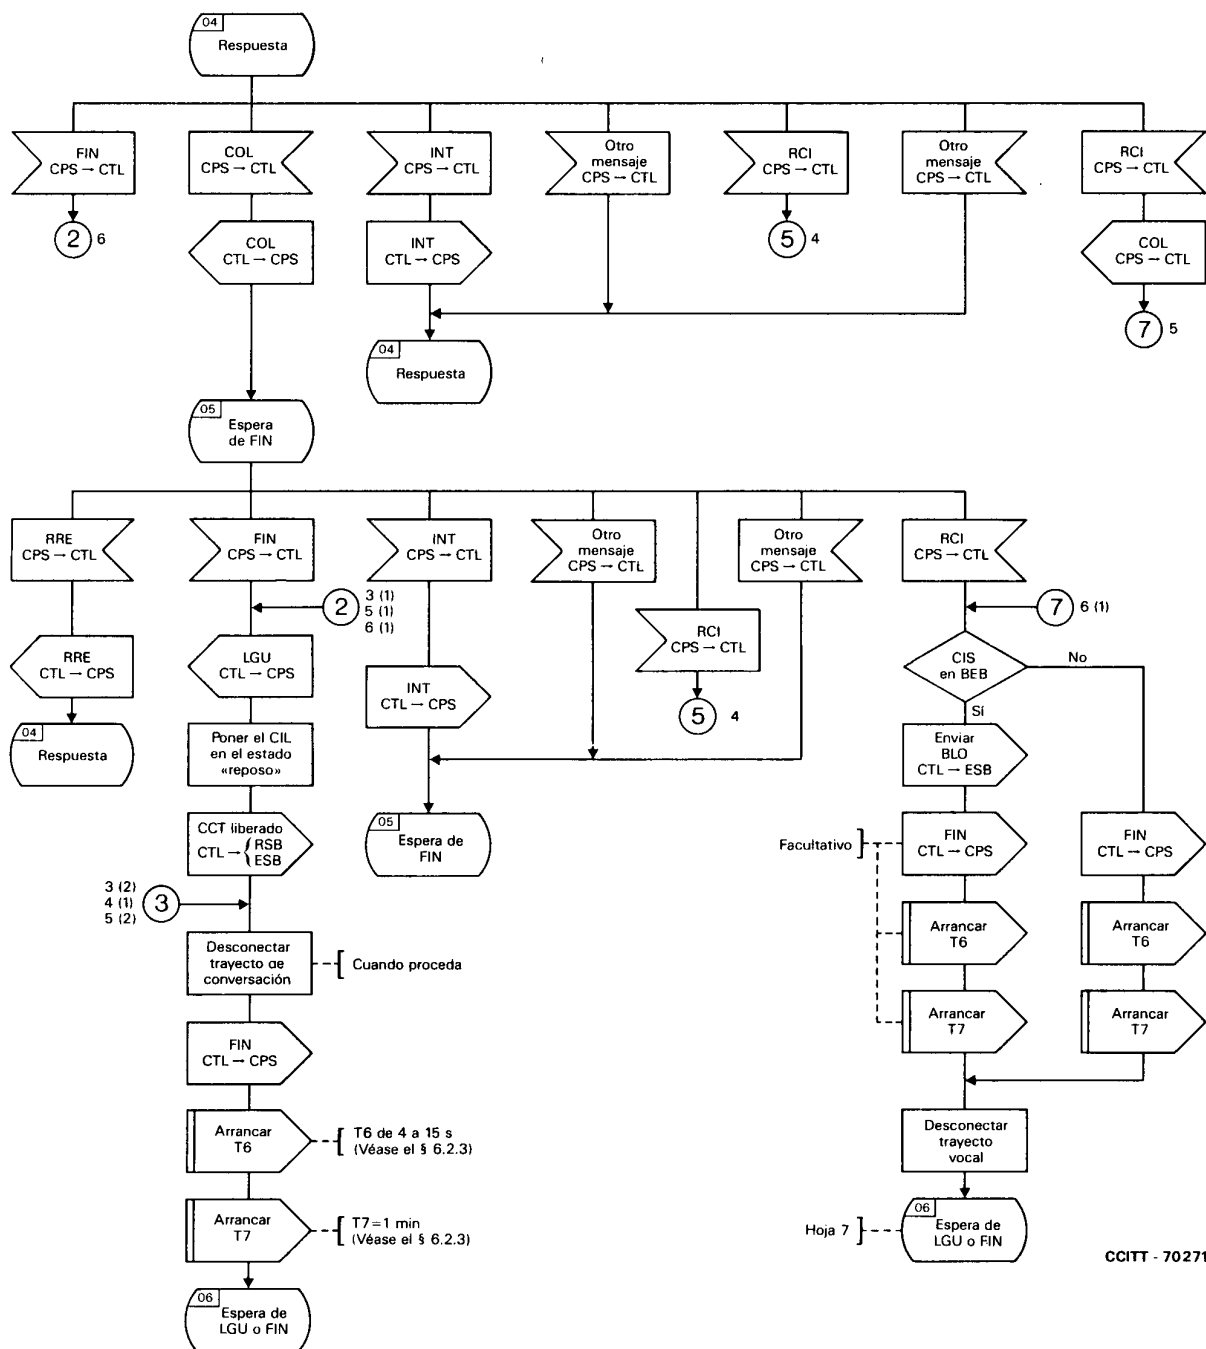 04
Respuesta
FIN
CPS → CTL
COL
CPS → CTL
INT
CPS → CTL
Otro
mensaje
CPS → CTL
RCI
CPS → CTL
Otro
mensaje
CPS → CTL
RCI
CPS → CTL
2 6
COL
CTL → CPS
INT
CTL → CPS
5 4
COL
CPS → CTL
7 5
04
Respuesta
05
Espera
de FIN
RRE
CPS → CTL
FIN
CPS → CTL
INT
CPS → CTL
Otro
mensaje
CPS → CTL
Otro
mensaje
CPS → CTL
RCI
CPS → CTL
2
3 (1)
5 (1)
6 (1)
RCI
CPS → CTL
7 6 (1)
RRE
CTL → CPS
LGU
CTL → CPS
INT
CTL → CPS
5 4
CIS
en BEB
No
Sí
04
Respuesta
Poner el CIL
en el estado
«reposo»
Enviar
BLO
CTL → ESB
CCT liberado
CTL → { RSB
ESB
05
Espera de
FIN
Facultativo
FIN
CTL → CPS
FIN
CTL → CPS
3 (2)
4 (1)
5 (2)
3
Arrancar
T6
Arrancar
T6
Desconectar
trayecto de
conversación
Cuando proceda
Arrancar
T7
Arrancar
T7
FIN
CTL → CPS
Arrancar
T6
T6 de 4 a 15 s
(Véase el § 6.2.3)
Desconectar
trayecto
vocal
Arrancar
T7
T7=1 min
(Véase el § 6.2.3)
Hoja 7
06
Espera de
LGU o FIN
CCITT - 70271
06
Espera de
LGU o FIN